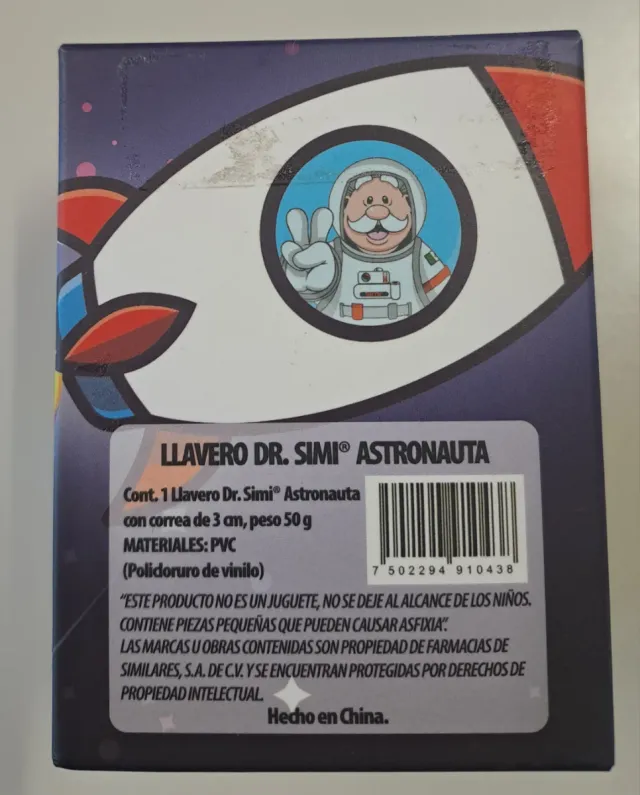 LLAVERO DR. SIMI® ASTRONAUTA
Cont. 1 Llavero Dr. Simi® Astronauta
con correa de 3 cm, peso 50 g
MATERIALES: PVC
(Policloruro de vinilo)
7 502294 910438
"ESTE PRODUCTO NO ES UN JUGUETE, NO SE DEJE AL ALCANCE DE LOS NIÑOS.
CONTIENE PIEZAS PEQUEÑAS QUE PUEDEN CAUSAR ASFIXIA".
LAS MARCAS U OBRAS CONTENIDAS SON PROPIEDAD DE FARMACIAS DE
SIMILARES, S.A. DE C.V. Y SE ENCUENTRAN PROTEGIDAS POR DERECHOS DE
PROPIEDAD INTELECTUAL.
Hecho en China.